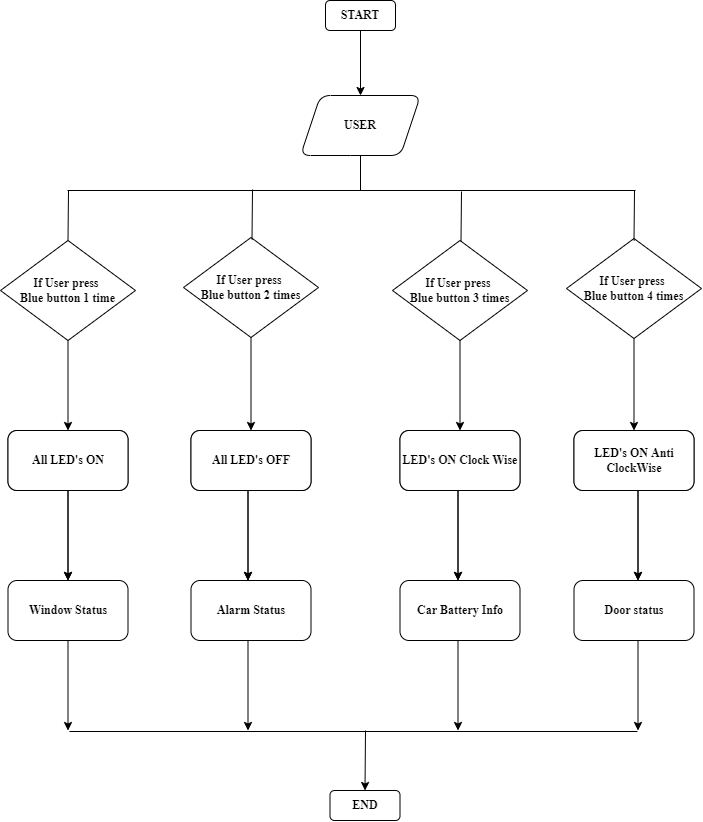 START
USER
If User press
Blue button 1 time
If User press
Blue button 2 times
If User press
Blue button 3 times
If User press
Blue button 4 times
All LED's ON
All LED's OFF
LED's ON Clock Wise
LED's ON Anti
ClockWise
Window Status
Alarm Status
Car Battery Info
Door status
END